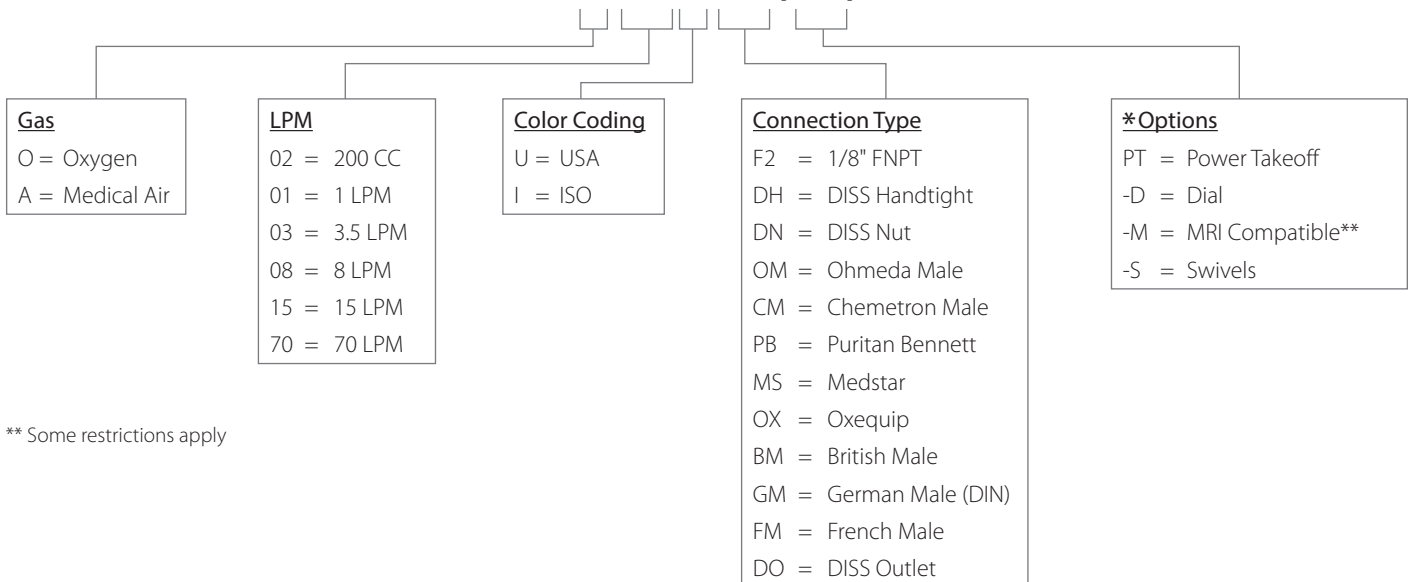 Gas
O = Oxygen
A = Medical Air
LPM
02 = 200 CC
01 = 1 LPM
03 = 3.5 LPM
08 = 8 LPM
15 = 15 LPM
70 = 70 LPM
Color Coding
U = USA
I = ISO
Connection Type
F2 = 1/8" FNPT
DH = DISS Handtight
DN = DISS Nut
OM = Ohmeda Male
CM = Chemetron Male
PB = Puritan Bennett
MS = Medstar
OX = Oxequip
BM = British Male
GM = German Male (DIN)
FM = French Male
DO = DISS Outlet
*Options
PT = Power Takeoff
-D = Dial
-M = MRI Compatible**
-S = Swivels
** Some restrictions apply